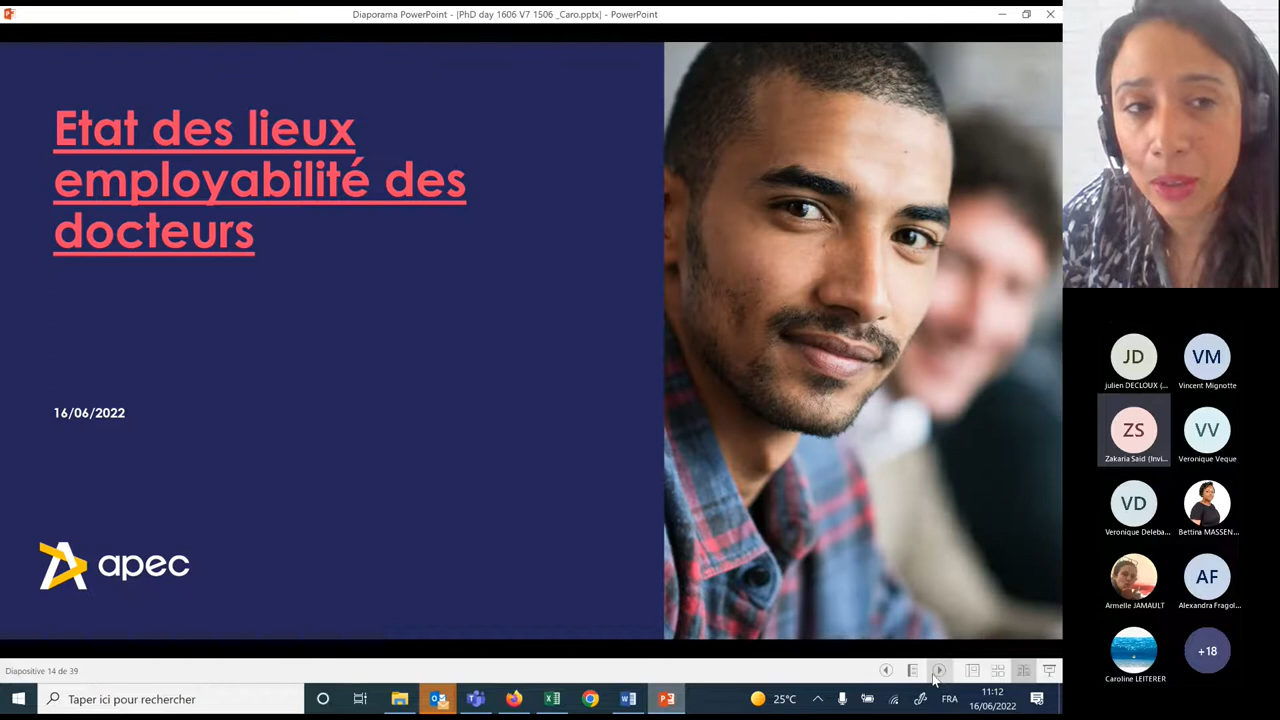 Diaporama PowerPoint - [PhD day 1606 V7 1506 _Caro.pptx] - PowerPoint
Etat des lieux
employabilité des
docteurs
16/06/2022
apec
JD
VM
julien DECLOUX (...
Vincent Mignotte
ZS
VV
Zakaria Said (Invi...
Veronique Veque
VD
Veronique Deleba...
Bettina MASSEN...
AF
Armelle JAMAULT
Alexandra Fragol...
+18
Caroline LEITERER
Diapositive 14 de 39
Taper ici pour rechercher
25°C
FRA
11:12
16/06/2022